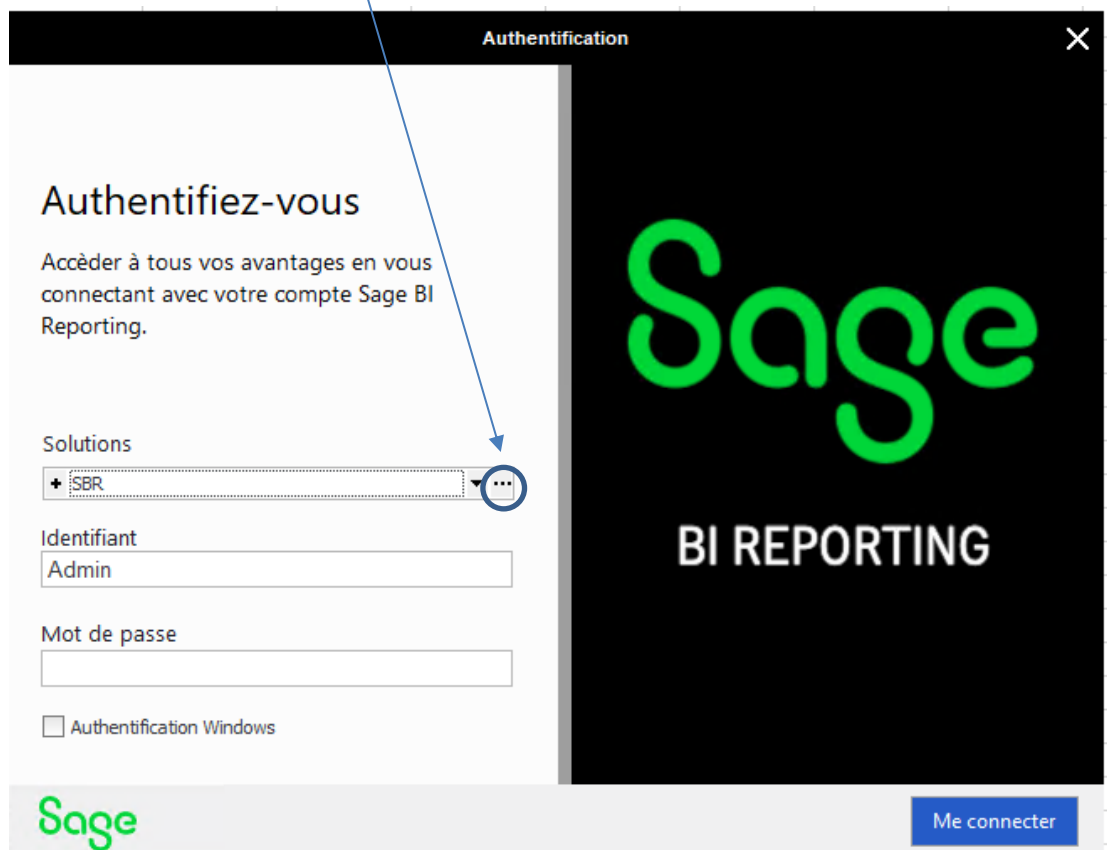 Authentification
Authentifiez-vous
Accèder à tous vos avantages en vous
connectant avec votre compte Sage BI
Reporting.
Solutions
SBR
Identifiant
Admin
Mot de passe
Authentification Windows
Sage
BI REPORTING
Sage
Me connecter